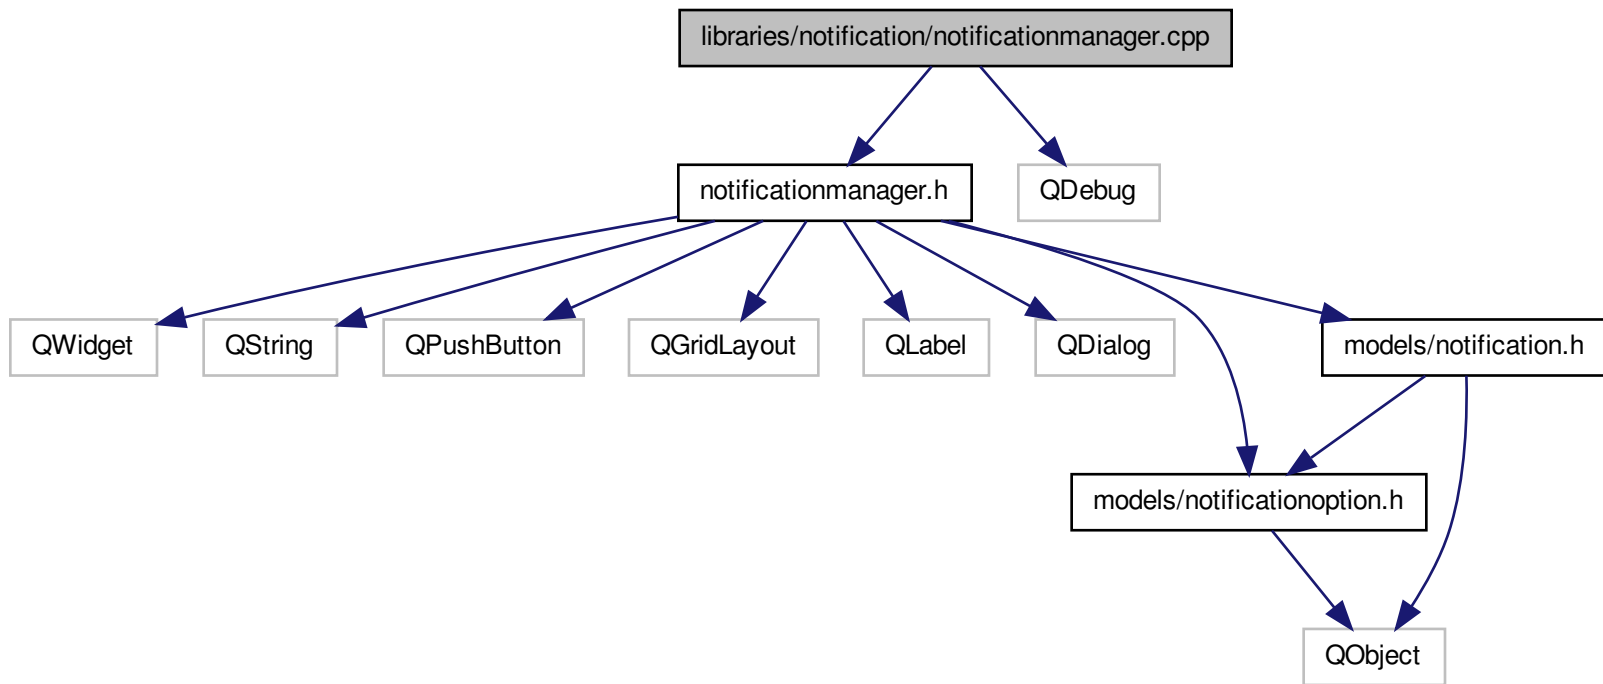 libraries/notification/notificationmanager.cpp
notificationmanager.h
QDebug
QWidget
QString
QPushButton
QGridLayout
QLabel
QDialog
models/notification.h
models/notificationoption.h
QObject